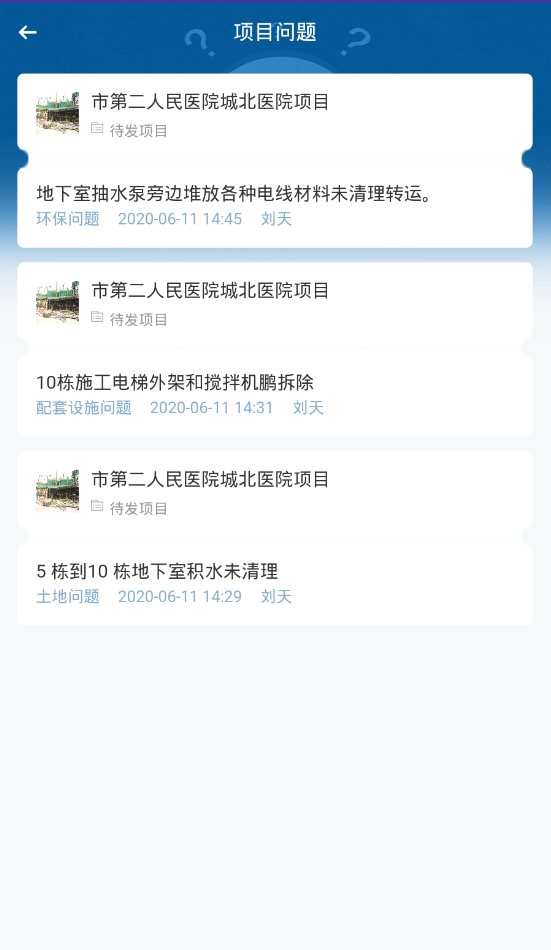 项目问题
市第二人民医院城北医院项目
待发项目
地下室抽水泵旁边堆放各种电线材料未清理转运。
环保问题 2020-06-11 14:45 刘天
市第二人民医院城北医院项目
待发项目
10栋施工电梯外架和搅拌机鹏拆除
配套设施问题 2020-06-11 14:31 刘天
市第二人民医院城北医院项目
待发项目
5 栋到10 栋地下室积水未清理
土地问题 2020-06-11 14:29 刘天